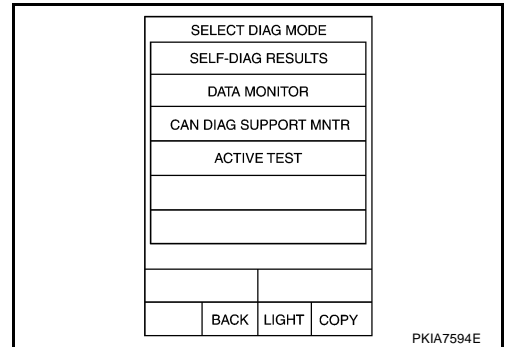 SELECT DIAG MODE
SELF-DIAG RESULTS
DATA MONITOR
CAN DIAG SUPPORT MNTR
ACTIVE TEST
BACK LIGHT COPY
PKIA7594E